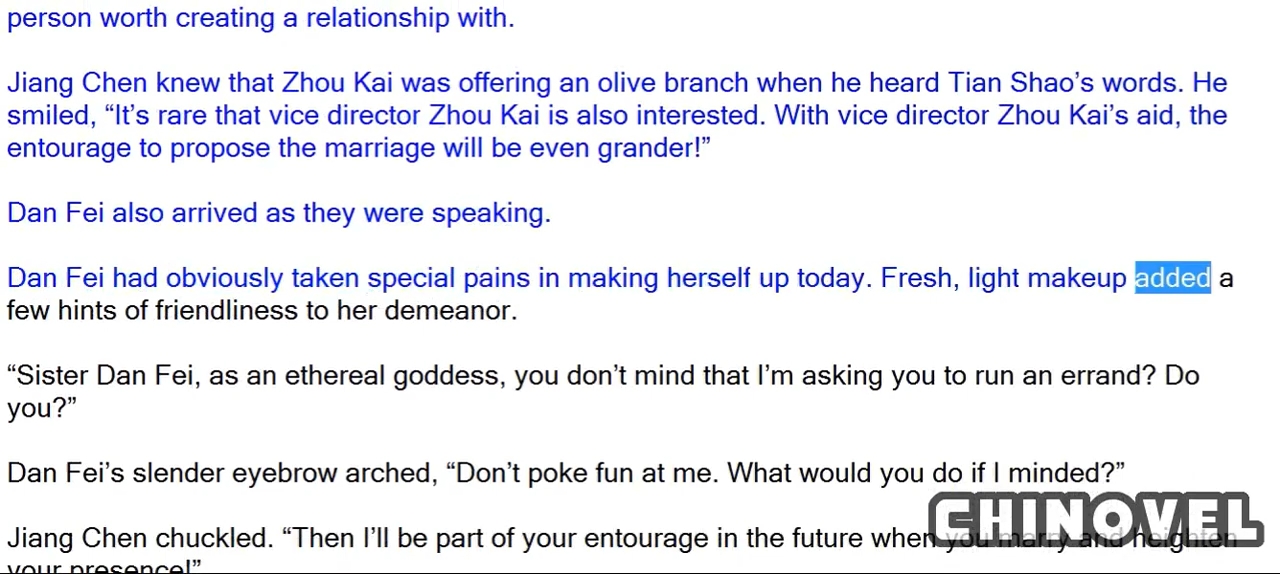 person worth creating a relationship with.
Jiang Chen knew that Zhou Kai was offering an olive branch when he heard Tian Shao’s words. He
smiled, “It’s rare that vice director Zhou Kai is also interested. With vice director Zhou Kai’s aid, the
entourage to propose the marriage will be even grander!”
Dan Fei also arrived as they were speaking.
Dan Fei had obviously taken special pains in making herself up today. Fresh, light makeup added a
few hints of friendliness to her demeanor.
“Sister Dan Fei, as an ethereal goddess, you don’t mind that I’m asking you to run an errand? Do
you?”
Dan Fei’s slender eyebrow arched, “Don’t poke fun at me. What would you do if I minded?”
CHINOVEL
Jiang Chen chuckled. “Then I’ll be part of your entourage in the future when you marry and heighten
your presence!”